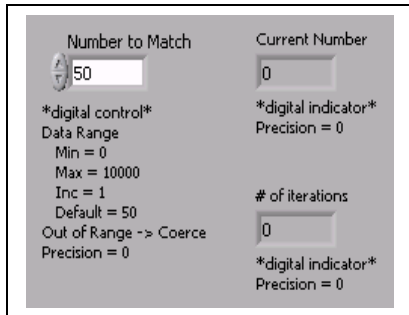 Number to Match
50
*digital control*
Data Range
Min = 0
Max = 10000
Inc = 1
Default = 50
Out of Range -> Coerce
Precision = 0
Current Number
0
*digital indicator*
Precision = 0
# of iterations
0
*digital indicator*
Precision = 0